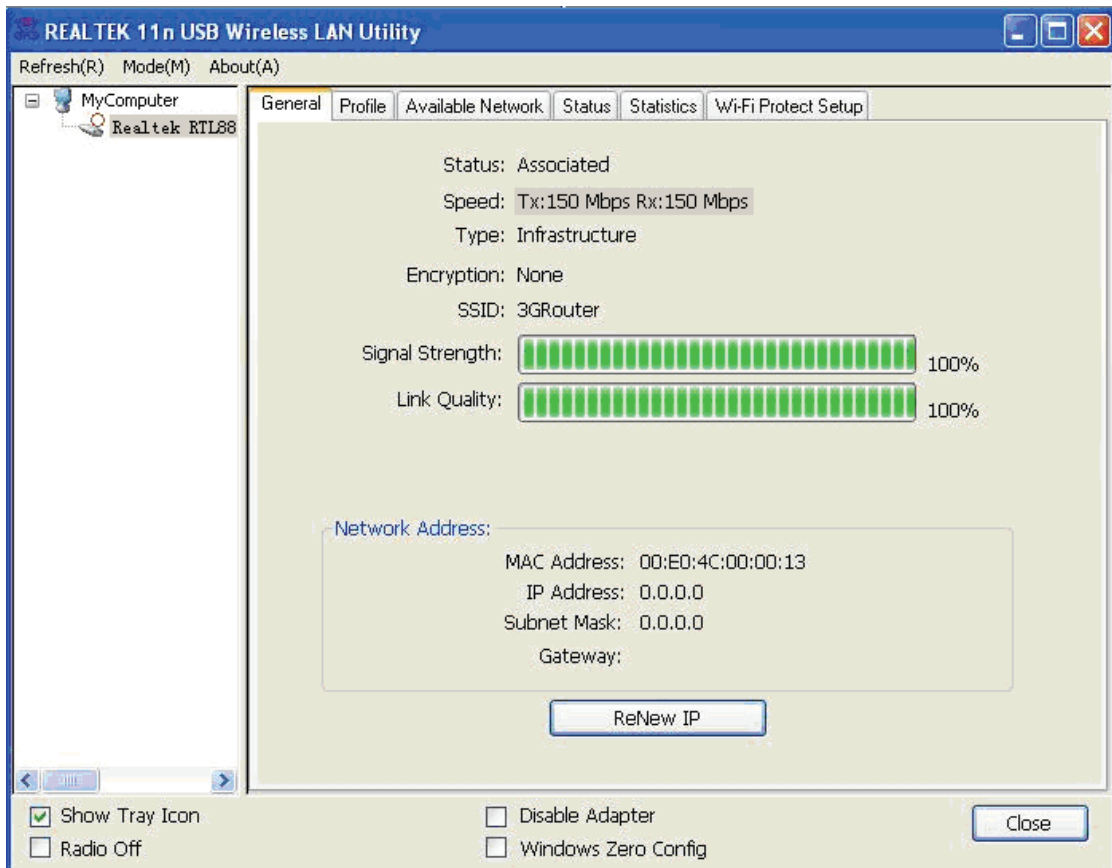 REALTEK 11n USB Wireless LAN Utility
Refresh(R) Mode(M) About(A)
MyComputer
Realtek RTL88
General Profile Available Network Status Statistics Wi-Fi Protect Setup
Status: Associated
Speed: Tx:150 Mbps Rx:150 Mbps
Type: Infrastructure
Encryption: None
SSID: 3GRouter
Signal Strength: 100%
Link Quality: 100%
Network Address:
MAC Address: 00:E0:4C:00:00:13
IP Address: 0.0.0.0
Subnet Mask: 0.0.0.0
Gateway:
ReNew IP
Show Tray Icon Disable Adapter Close
Radio Off Windows Zero Config